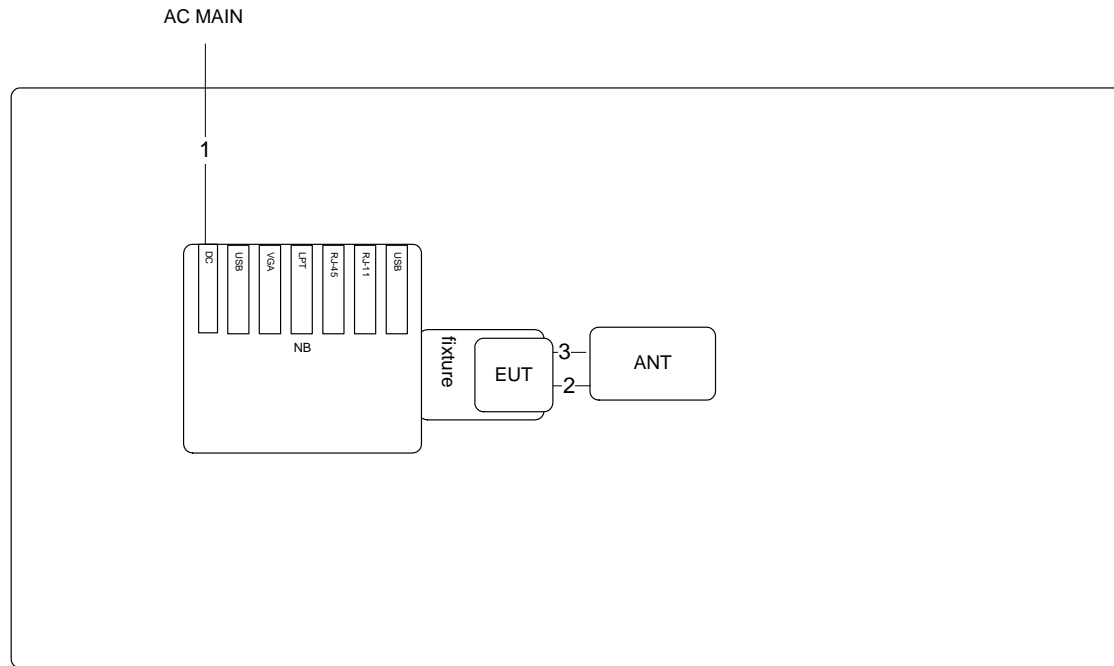 AC MAIN
1
DC
USB
VGA
LPT
RJ-45
RJ-11
USB
NB
fixture
EUT
3
2
ANT